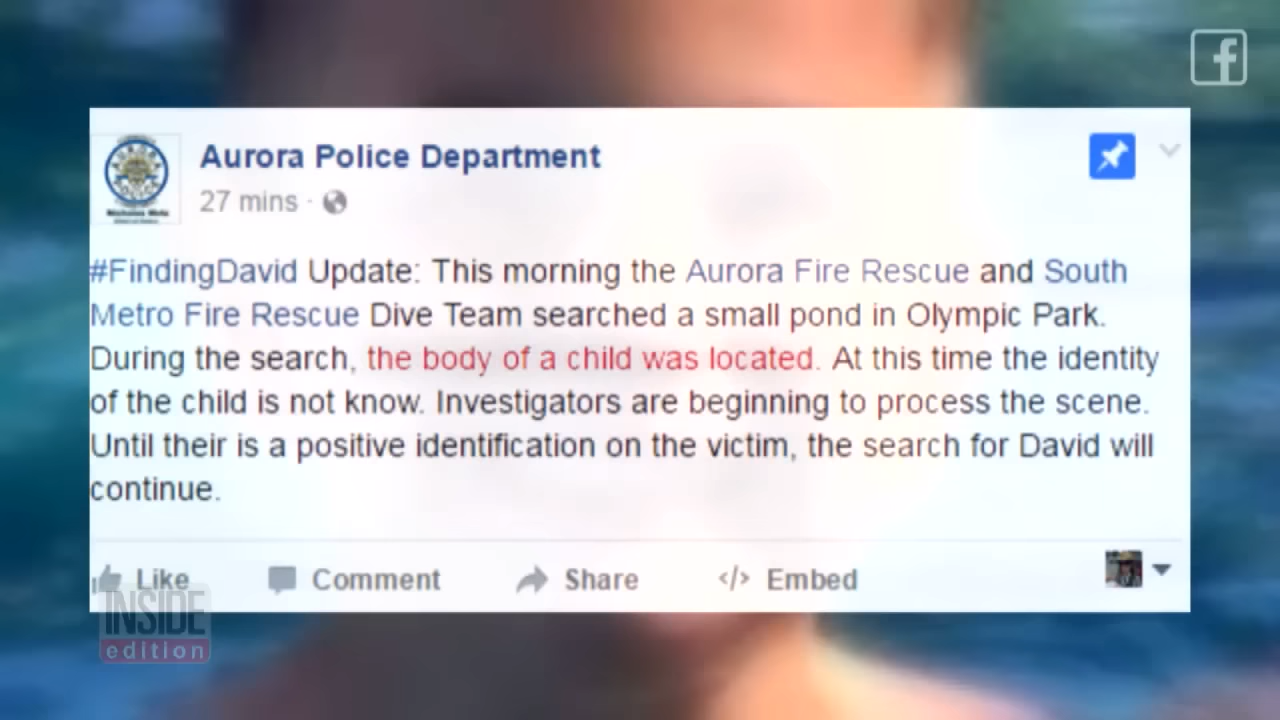 Aurora Police Department
27 mins ·
#FindingDavid Update: This morning the Aurora Fire Rescue and South
Metro Fire Rescue Dive Team searched a small pond in Olympic Park.
During the search, the body of a child was located. At this time the identity
of the child is not know. Investigators are beginning to process the scene.
Until their is a positive identification on the victim, the search for David will
continue.
Like Comment Share </> Embed
INSIDE
edition